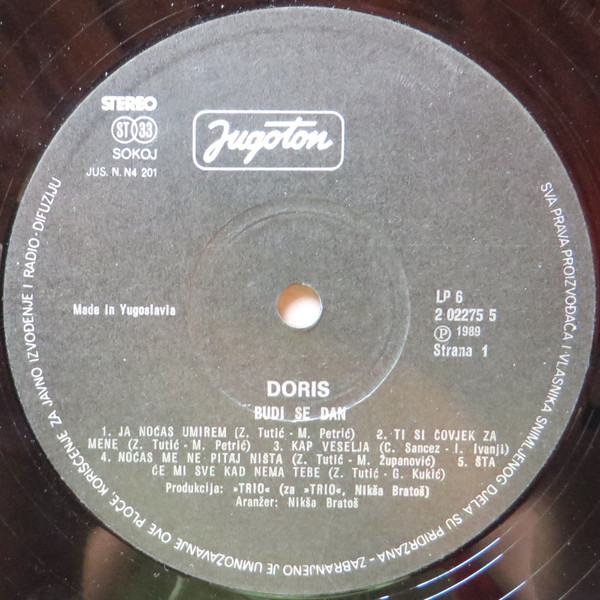 STEREO
ST 33
SOKOJ
JUS. N. N4 201
Jugoton
Made in Yugoslavia
LP 6
2 02275 5
Ⓟ 1989
Strana 1
DORIS
BUDI SE DAN
1. JA NOĆAS UMIREM (Z. Tutić - M. Petrić) 2. TI SI ČOVJEK ZA
MENE (Z. Tutić - M. Petrić) 3. KAP VESELJA (C. Sancez - I. Ivanji)
4. NOĆAS ME NE PITAJ NIŠTA (Z. Tutić - M. Županović) 5. ŠTA
ĆE MI SVE KAD NEMA TEBE (Z. Tutić - G. Kukić)
Produkcija: »TRIO« (za »TRIO«, Nikša Bratoš)
Aranžer: Nikša Bratoš
SVA PRAVA PROIZVOĐAČA I VLASNIKA SNIMLJENOG DJELA SU PRIDRŽANA - ZABRANJENO JE UMNOŽAVANJE OVE PLOČE, KORIŠĆENJE ZA JAVNO IZVOĐENJE I RADIO-DIFUZIJU